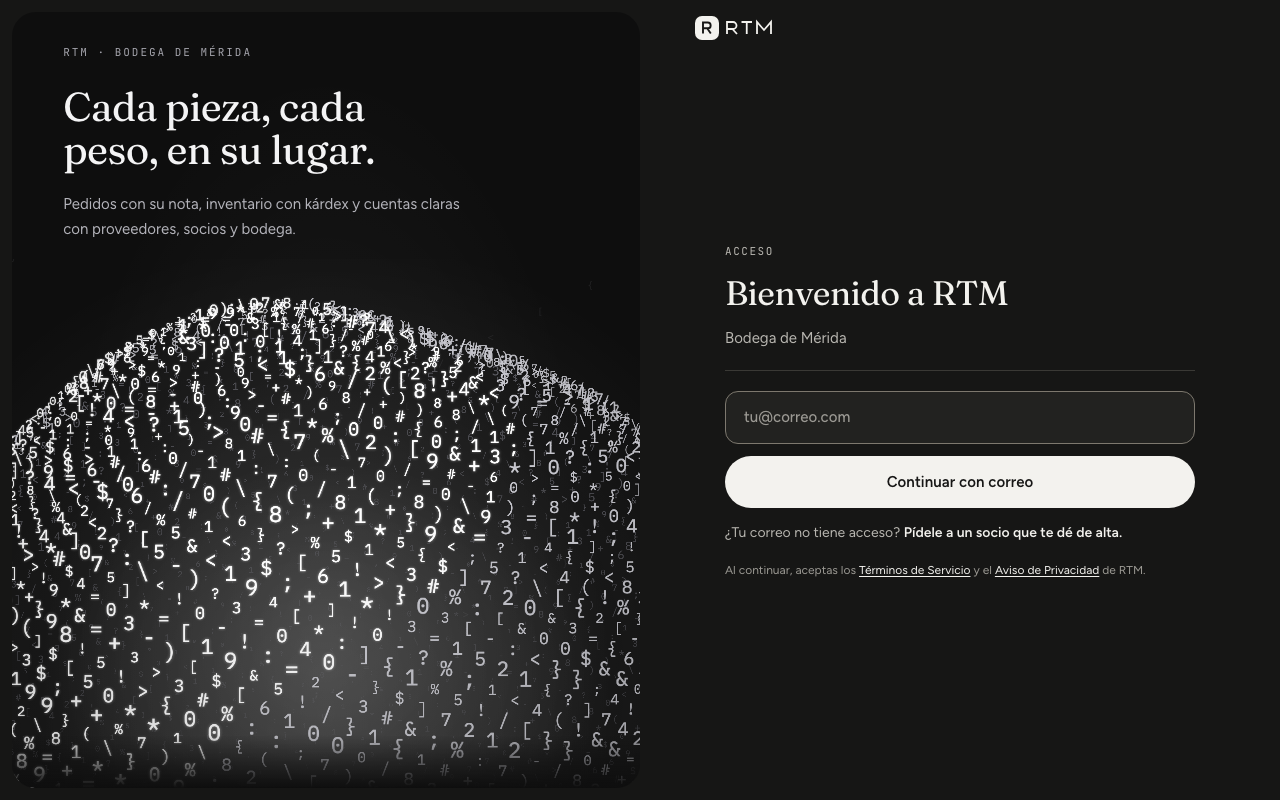 RTM · BODEGA DE MÉRIDA
Cada pieza, cada
peso, en su lugar.
Pedidos con su nota, inventario con kárdex y cuentas claras
con proveedores, socios y bodega.
R RTM
ACCESO
Bienvenido a RTM
Bodega de Mérida
tu@correo.com
Continuar con correo
¿Tu correo no tiene acceso? Pídele a un socio que te dé de alta.
Al continuar, aceptas los Términos de Servicio y el Aviso de Privacidad de RTM.